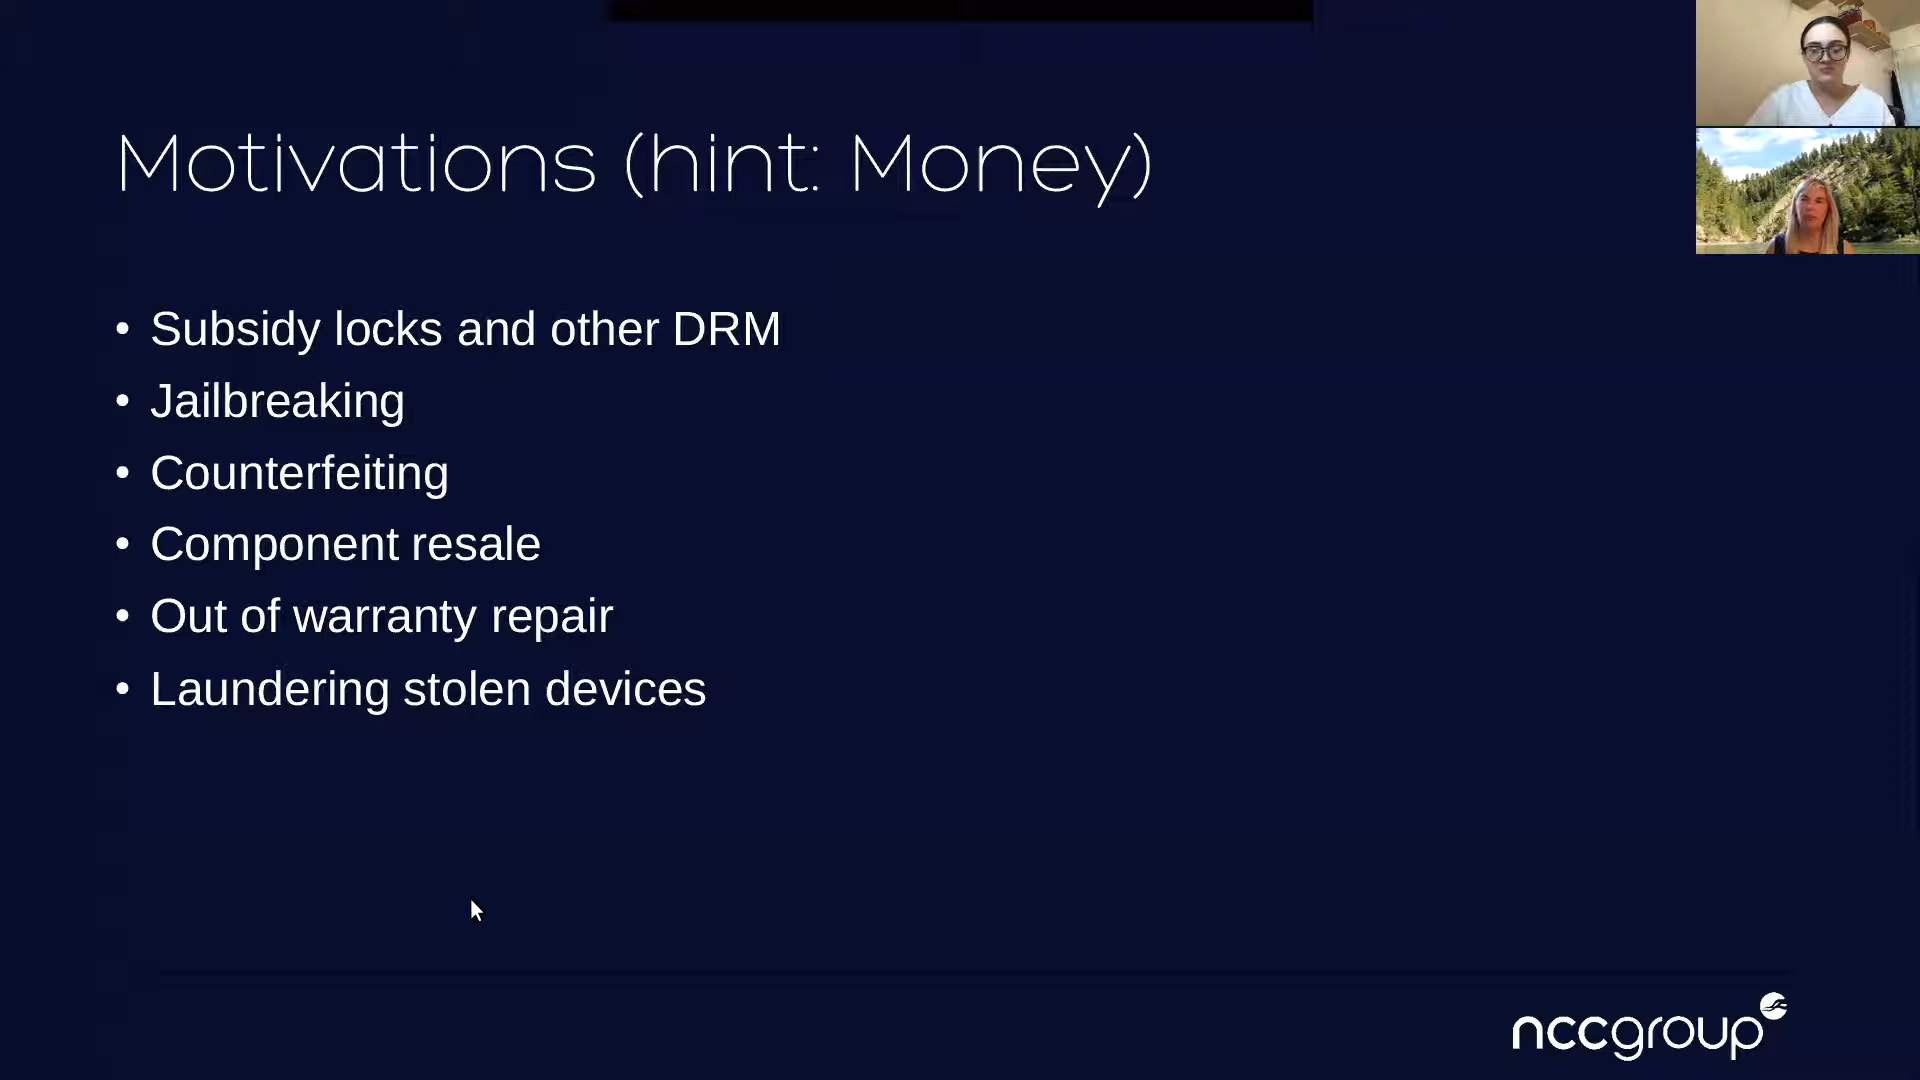 Motivations (hint: Money)
• Subsidy locks and other DRM
• Jailbreaking
• Counterfeiting
• Component resale
• Out of warranty repair
• Laundering stolen devices
nccgroup